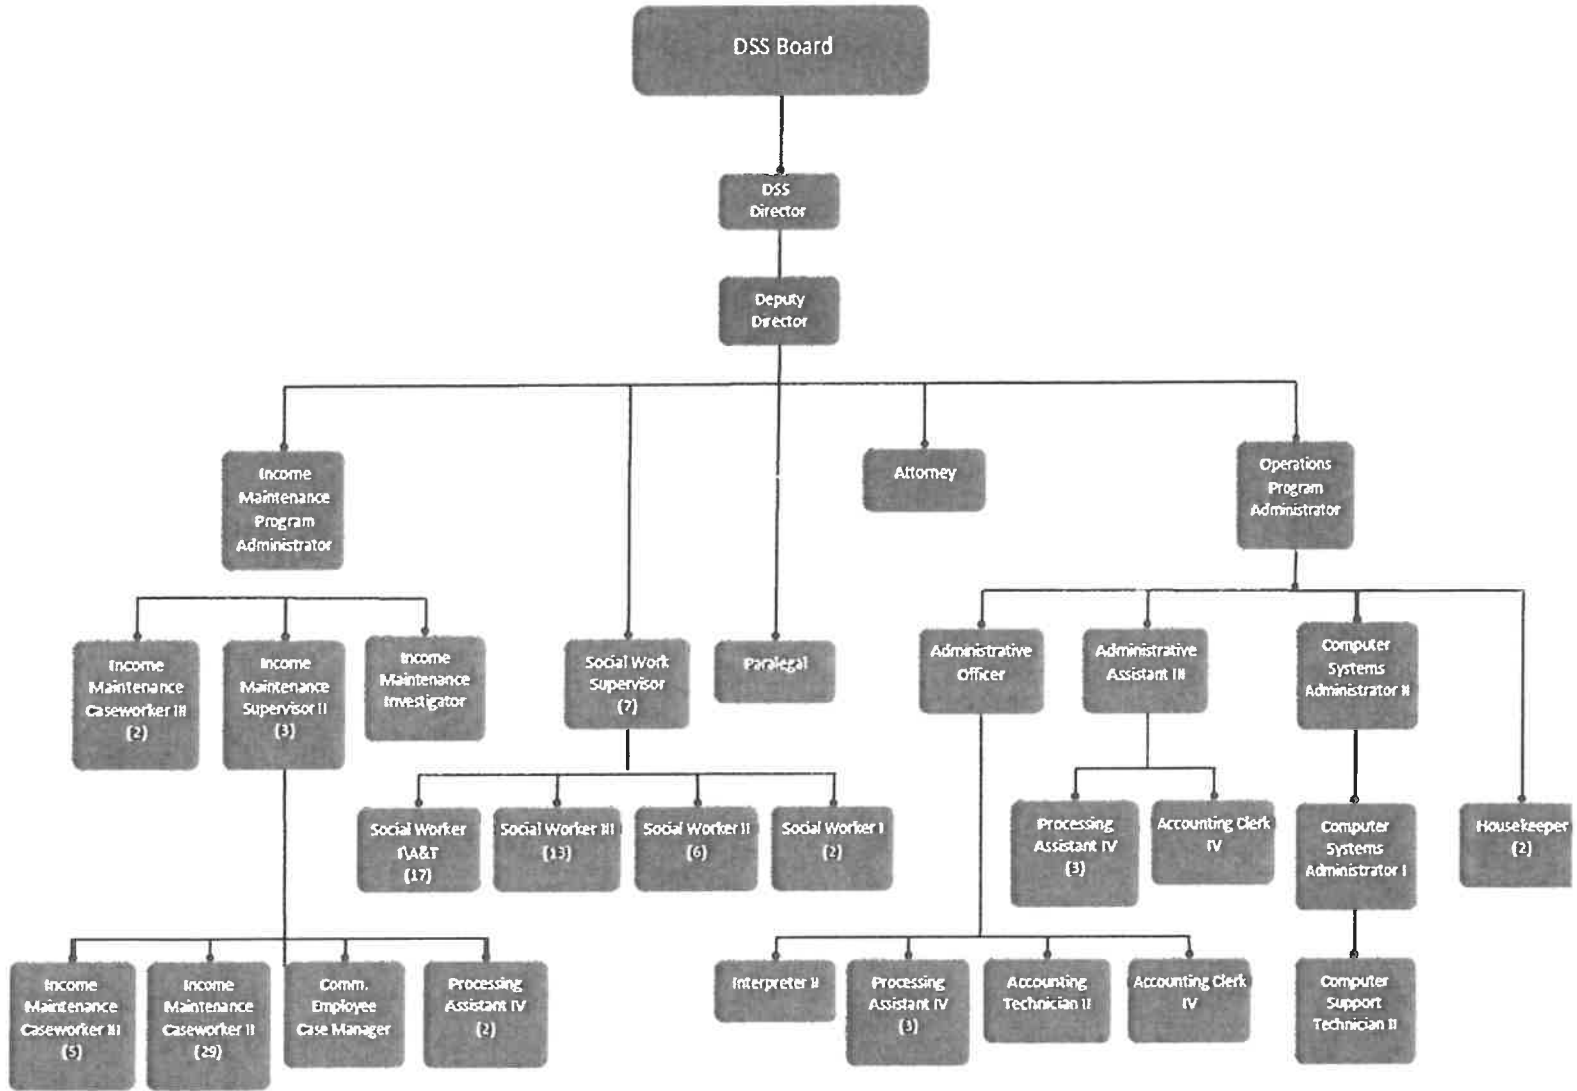 DSS Board
DSS
Director
Deputy
Director
Income
Maintenance
Program
Administrator
Attorney
Operations
Program
Administrator
Income
Maintenance
Caseworker III
(2)
Income
Maintenance
Supervisor II
(3)
Income
Maintenance
Investigator
Social Work
Supervisor
(7)
Paralegal
Administrative
Officer
Administrative
Assistant III
Computer
Systems
Administrator II
Social Worker
I\A&T
(17)
Social Worker III
(13)
Social Worker II
(6)
Social Worker I
(2)
Processing
Assistant IV
(3)
Accounting Clerk
IV
Computer
Systems
Administrator I
Housekeeper
(2)
Income
Maintenance
Caseworker III
(5)
Income
Maintenance
Caseworker II
(29)
Comm.
Employee
Case Manager
Processing
Assistant IV
(2)
Interpreter II
Processing
Assistant IV
(3)
Accounting
Technician II
Accounting Clerk
IV
Computer
Support
Technician II